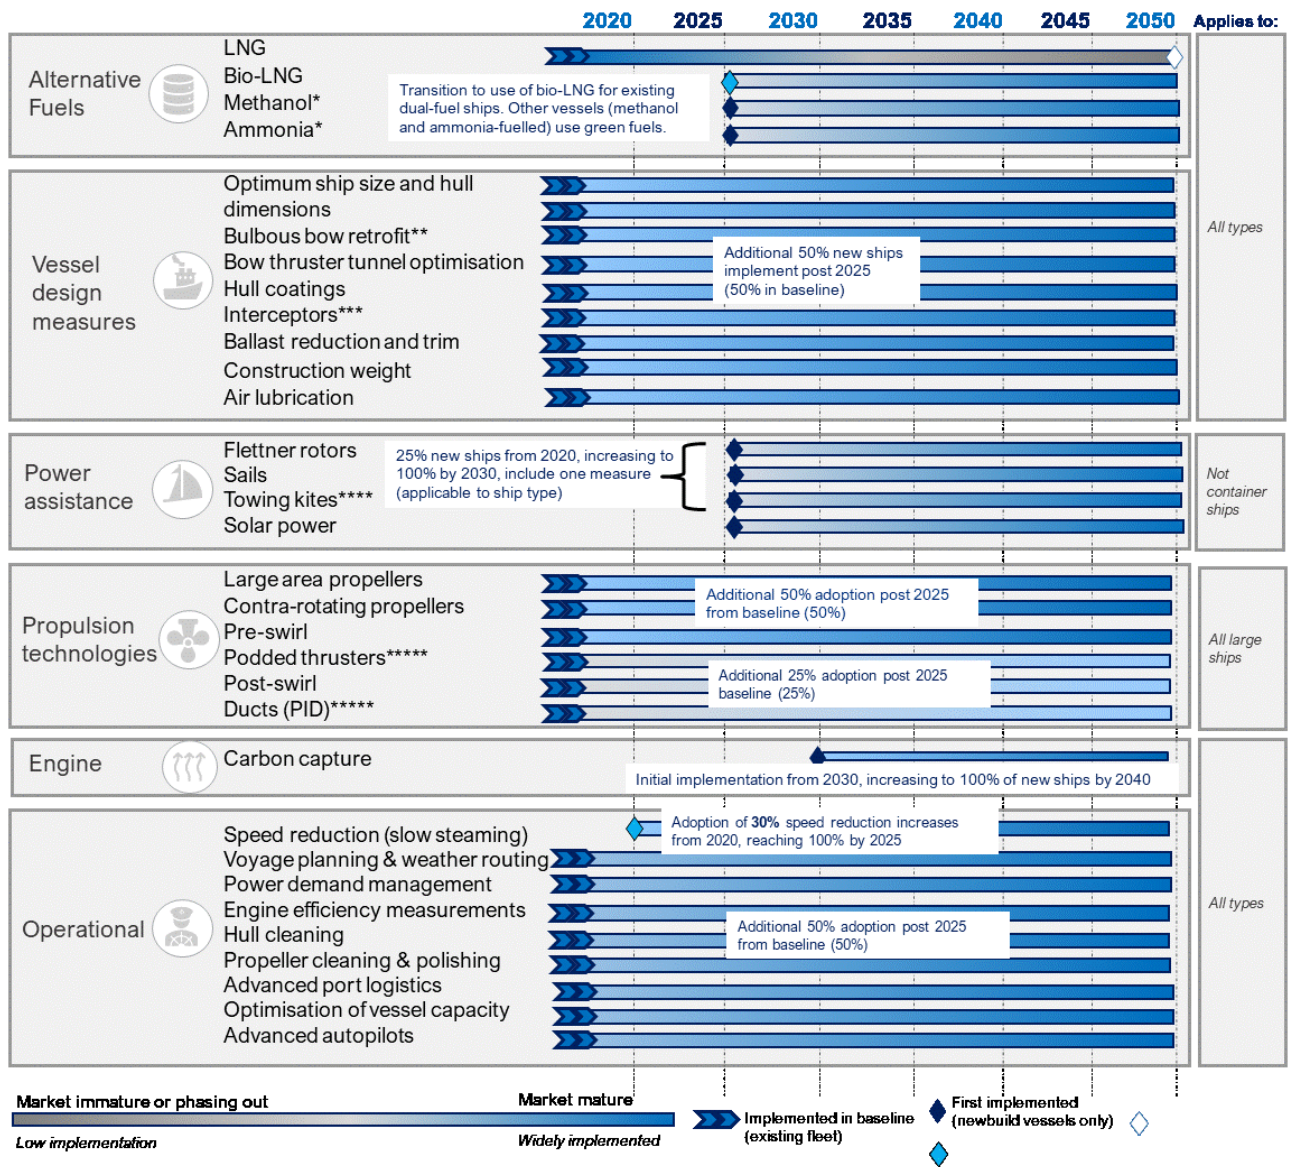 2020 2025 2030 2035 2040 2045 2050 Applies to:
Alternative
Fuels
LNG
Bio-LNG
Methanol*
Ammonia*
Transition to use of bio-LNG for existing
dual-fuel ships. Other vessels (methanol
and ammonia-fuelled) use green fuels.
All types
Vessel
design
measures
Optimum ship size and hull
dimensions
Bulbous bow retrofit**
Bow thruster tunnel optimisation
Hull coatings
Interceptors***
Ballast reduction and trim
Construction weight
Air lubrication
Additional 50% new ships
implement post 2025
(50% in baseline)
Power
assistance
Flettner rotors
Sails
Towing kites****
Solar power
25% new ships from 2020, increasing to
100% by 2030, include one measure
(applicable to ship type)
Not
container
ships
Propulsion
technologies
Large area propellers
Contra-rotating propellers
Pre-swirl
Podded thrusters*****
Post-swirl
Ducts (PID)*****
Additional 50% adoption post 2025
from baseline (50%)
Additional 25% adoption post 2025
baseline (25%)
All large
ships
Engine
Carbon capture
Initial implementation from 2030, increasing to 100% of new ships by 2040
Operational
Speed reduction (slow steaming)
Voyage planning & weather routing
Power demand management
Engine efficiency measurements
Hull cleaning
Propeller cleaning & polishing
Advanced port logistics
Optimisation of vessel capacity
Advanced autopilots
Adoption of 30% speed reduction increases
from 2020, reaching 100% by 2025
Additional 50% adoption post 2025
from baseline (50%)
All types
Market immature or phasing out
Market mature
Low implementation
Widely implemented
Implemented in baseline
(existing fleet)
First implemented
(newbuild vessels only)